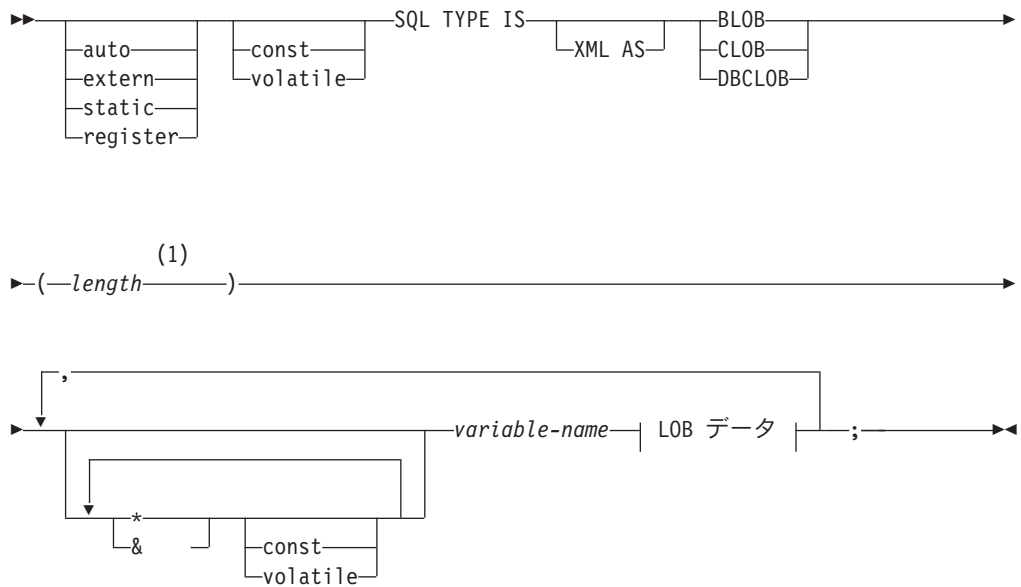 SQL TYPE IS BLOB
auto const XML AS CLOB
extern volatile DBCLOB
static
register
(1)
( length )
,
variable-name LOB データ ;
*
& const
volatile